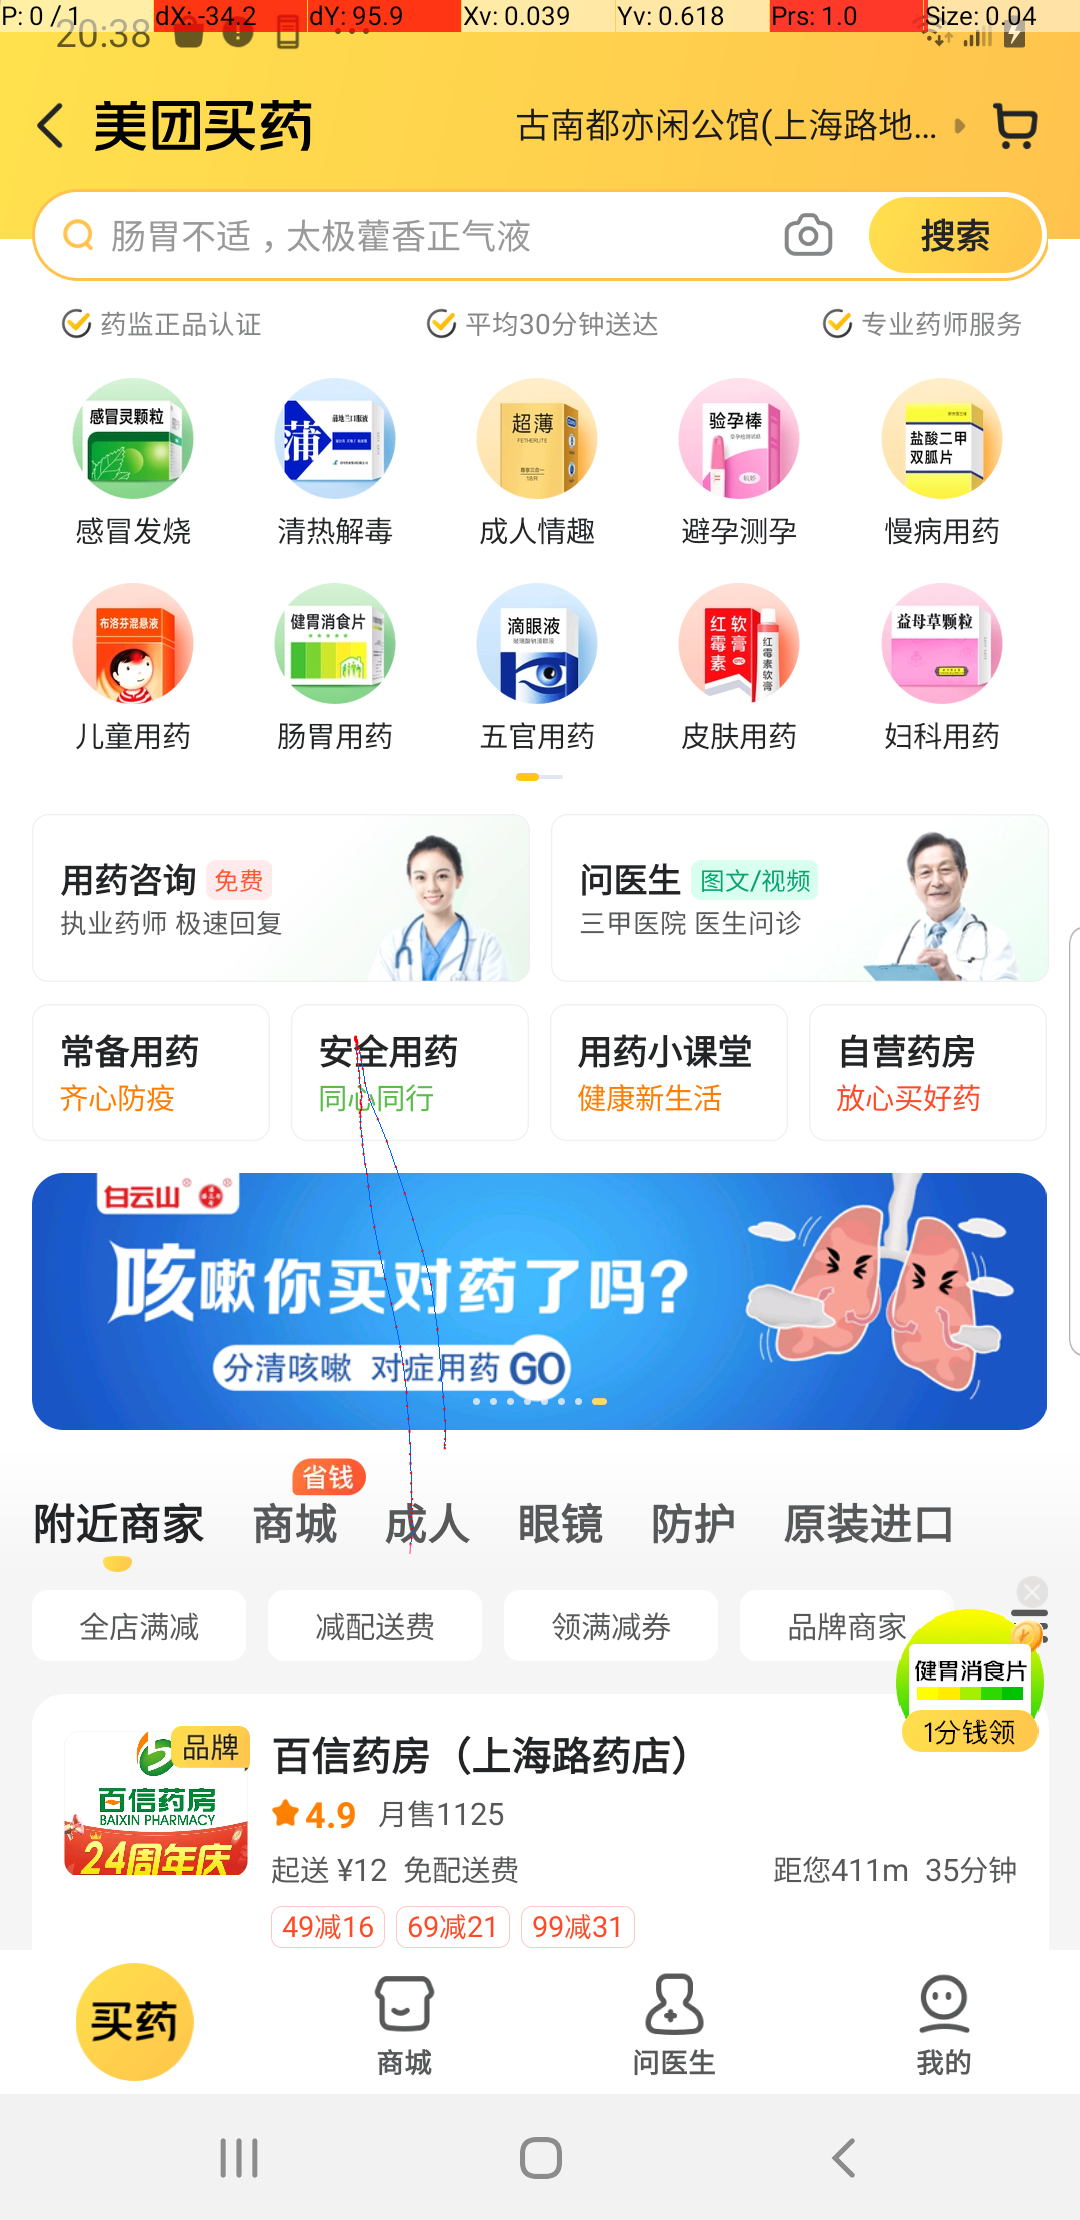 P: 0 / 1 dX: -34.2 dY: 95.9 Xv: 0.039 Yv: 0.618 Prs: 1.0 Size: 0.04
20:38
美团买药
古南都亦闲公馆(上海路地...
肠胃不适，太极藿香正气液
搜索
药监正品认证 平均30分钟送达 专业药师服务
感冒灵颗粒
蒲
蒲地兰口服液
超薄
FETHERLITE
验孕棒
盐酸二甲
双胍片
感冒发烧 清热解毒 成人情趣 避孕测孕 慢病用药
布洛芬混悬液
健胃消食片
滴眼液
红霉素
软膏
红霉素软膏
益母草颗粒
儿童用药 肠胃用药 五官用药 皮肤用药 妇科用药
用药咨询 免费
执业药师 极速回复
问医生 图文/视频
三甲医院 医生问诊
常备用药
齐心防疫
安全用药
同心同行
用药小课堂
健康新生活
自营药房
放心买好药
白云山
咳嗽你买对药了吗?
分清咳嗽 对症用药 GO
省钱
附近商家 商城 成人 眼镜 防护 原装进口
全店满减 减配送费 领满减券 品牌商家
健胃消食片
1分钱领
品牌
百信药房
BAIXIN PHARMACY
24周年庆
百信药房（上海路药店）
4.9 月售1125
起送 ¥12 免配送费 距您411m 35分钟
49减16 69减21 99减31
买药
商城
问医生
我的